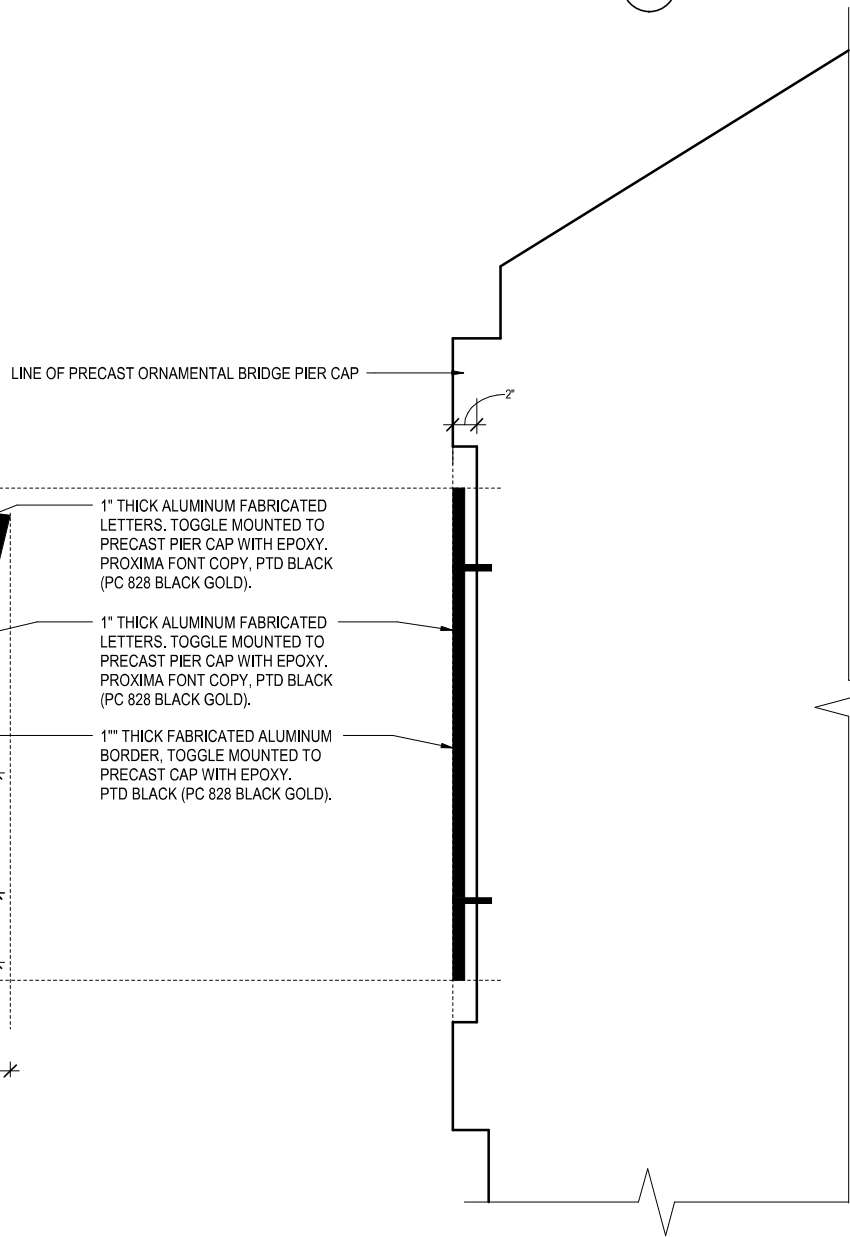 LINE OF PRECAST ORNAMENTAL BRIDGE PIER CAP
2"
1" THICK ALUMINUM FABRICATED
LETTERS. TOGGLE MOUNTED TO
PRECAST PIER CAP WITH EPOXY.
PROXIMA FONT COPY, PTD BLACK
(PC 828 BLACK GOLD).
1" THICK ALUMINUM FABRICATED
LETTERS. TOGGLE MOUNTED TO
PRECAST PIER CAP WITH EPOXY.
PROXIMA FONT COPY, PTD BLACK
(PC 828 BLACK GOLD).
1"" THICK FABRICATED ALUMINUM
BORDER, TOGGLE MOUNTED TO
PRECAST CAP WITH EPOXY.
PTD BLACK (PC 828 BLACK GOLD).